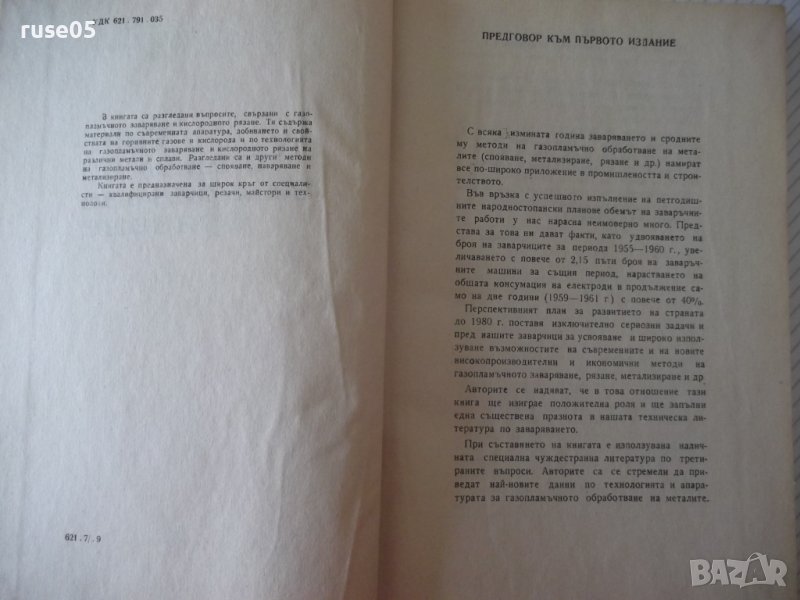 ruse05
УДК 621.791.035
В книгата са разгледани въпросите, свързани с газо-
пламъчното заваряване и кислородното рязане. Тя съдържа
материали по съвременната апаратура, добиването и свой-
ствата на горивните газове и кислорода и по технологията
на газопламъчното заваряване и кислородното рязане на
различни метали и сплави. Разгледани са и други методи
на газопламъчно обработване — спояване, наваряване и
метализиране.
Книгата е предназначена за широк кръг от специали-
сти — квалифицирани заварчици, резачи, майстори и тех-
нолози.
621.7/.9
ПРЕДГОВОР КЪМ ПЪРВОТО ИЗДАНИЕ
С всяка измината година заваряването и сродните
му методи на газопламъчно обработване на мета-
лите (спояване, метализиране, рязане и др.) намират
все по-широко приложение в промишлеността и строи-
телството.
Във връзка с успешното изпълнение на петгодиш-
ните народностопански планове обемът на заваръчни-
те работи у нас нарасна неимоверно много. Пред-
става за това ни дават факти, като удвояването на
броя на заварчиците за периода 1955—1960 г., уве-
личаването с повече от 2,15 пъти броя на заваръч-
ните машини за същия период, нарастването на
общата консумация на електроди в продължение са-
мо на две години (1959—1961 г) с повече от 40%.
Перспективният план за развитието на страната
до 1980 г. поставя изключително сериозни задачи и
пред нашите заварчици за усвояване и широко изпол-
зуване възможностите на съвременните и на новите
високопроизводителни и икономични методи на
газопламъчното заваряване, рязане, метализиране и др
Авторите се надяват, че в това отношение тази
книга ще изиграе положителна роля и ще запълни
една съществена празнота в нашата техническа ли-
тература по заваряването.
При съставянето на книгата е използувана налич-
ната специална чуждестранна литература по трети-
раните въпроси. Авторите са се стремели да при-
ведат най-новите данни по технологията и апара-
турата за газопламъчното обработване на металите.
BAZAR
bg